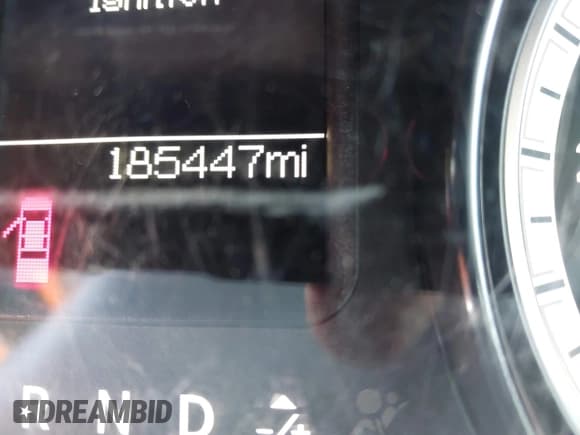 Ignition
185447mi
R N D
DREAMBID